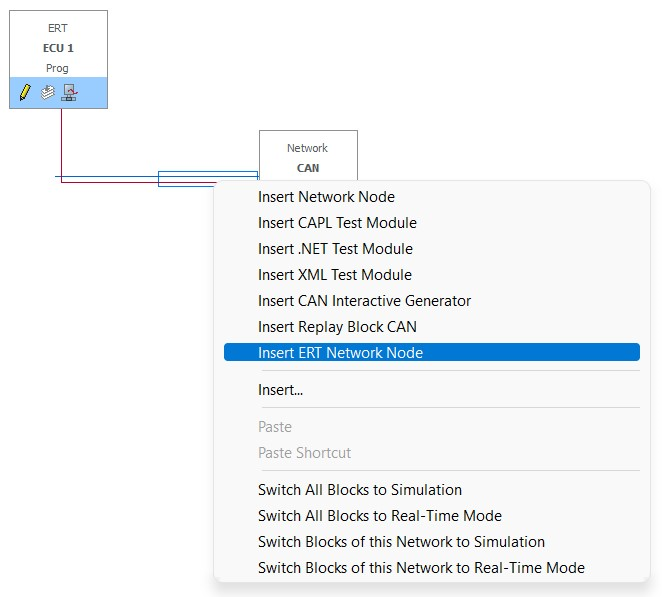 ERT
ECU 1
Prog
Network
CAN
Insert Network Node
Insert CAPL Test Module
Insert .NET Test Module
Insert XML Test Module
Insert CAN Interactive Generator
Insert Replay Block CAN
Insert ERT Network Node
Insert...
Paste
Paste Shortcut
Switch All Blocks to Simulation
Switch All Blocks to Real-Time Mode
Switch Blocks of this Network to Simulation
Switch Blocks of this Network to Real-Time Mode